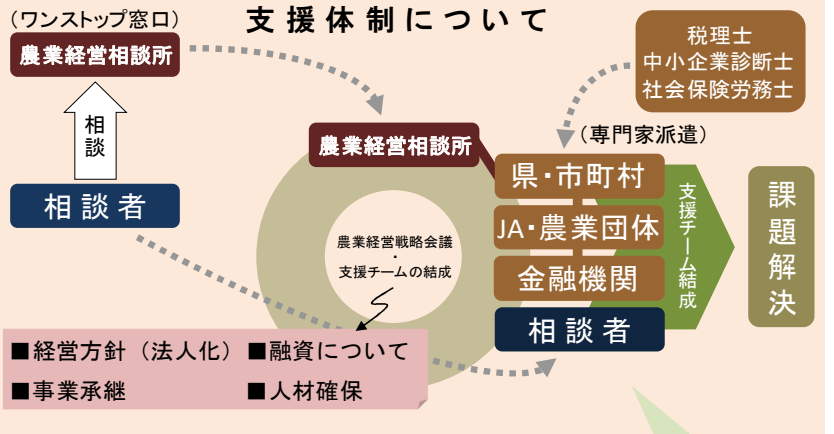 支援体制について
（ワンストップ窓口）
農業経営相談所
相談
相談者
税理士
中小企業診断士
社会保険労務士
（専門家派遣）
農業経営相談所
農業経営戦略会議
・
支援チームの結成
県・市町村
JA・農業団体
金融機関
相談者
支援チーム結成
課題解決
■経営方針（法人化）■融資について
■事業承継　■人材確保